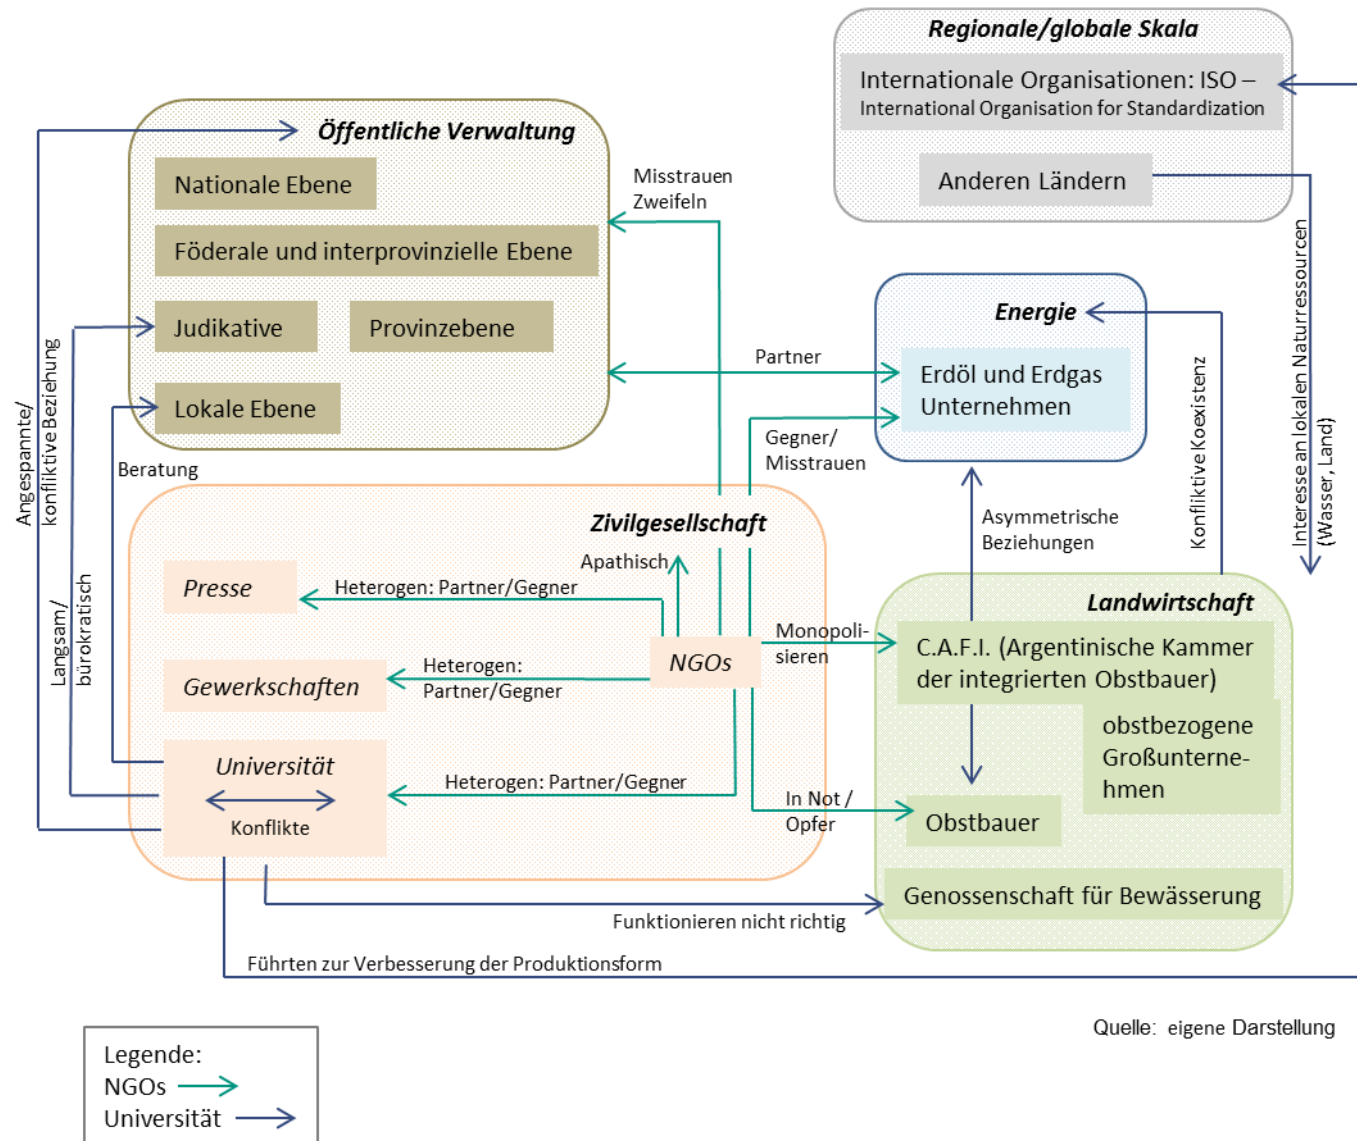 Regionale/globale Skala
Internationale Organisationen: ISO –
International Organisation for Standardization
Anderen Ländern
Öffentliche Verwaltung
Nationale Ebene
Föderale und interprovinzielle Ebene
Judikative
Provinzebene
Lokale Ebene
Misstrauen
Zweifeln
Partner
Gegner/
Misstrauen
Energie
Erdöl und Erdgas
Unternehmen
Interesse an lokalen Naturressourcen
(Wasser, Land)
Konfliktive Koexistenz
Asymmetrische
Beziehungen
Angespannte/
konfliktive Beziehung
Langsam/
bürokratisch
Beratung
Zivilgesellschaft
Apathisch
Presse
Heterogen: Partner/Gegner
Gewerkschaften
Heterogen:
Partner/Gegner
NGOs
Monopoli-
sieren
Universität
Konflikte
Heterogen: Partner/Gegner
In Not /
Opfer
Landwirtschaft
C.A.F.I. (Argentinische Kammer
der integrierten Obstbauer)
obstbezogene
Großunterne-
hmen
Obstbauer
Genossenschaft für Bewässerung
Funktionieren nicht richtig
Führten zur Verbesserung der Produktionsform
Quelle: eigene Darstellung
Legende:
NGOs
Universität